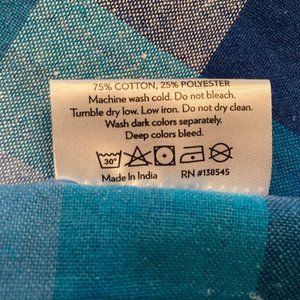 75% COTTON, 25% POLYESTER
Machine wash cold. Do not bleach.
Tumble dry low. Low iron. Do not dry clean.
Wash dark colors separately.
Deep colors bleed.
30°
Made In India RN #138545